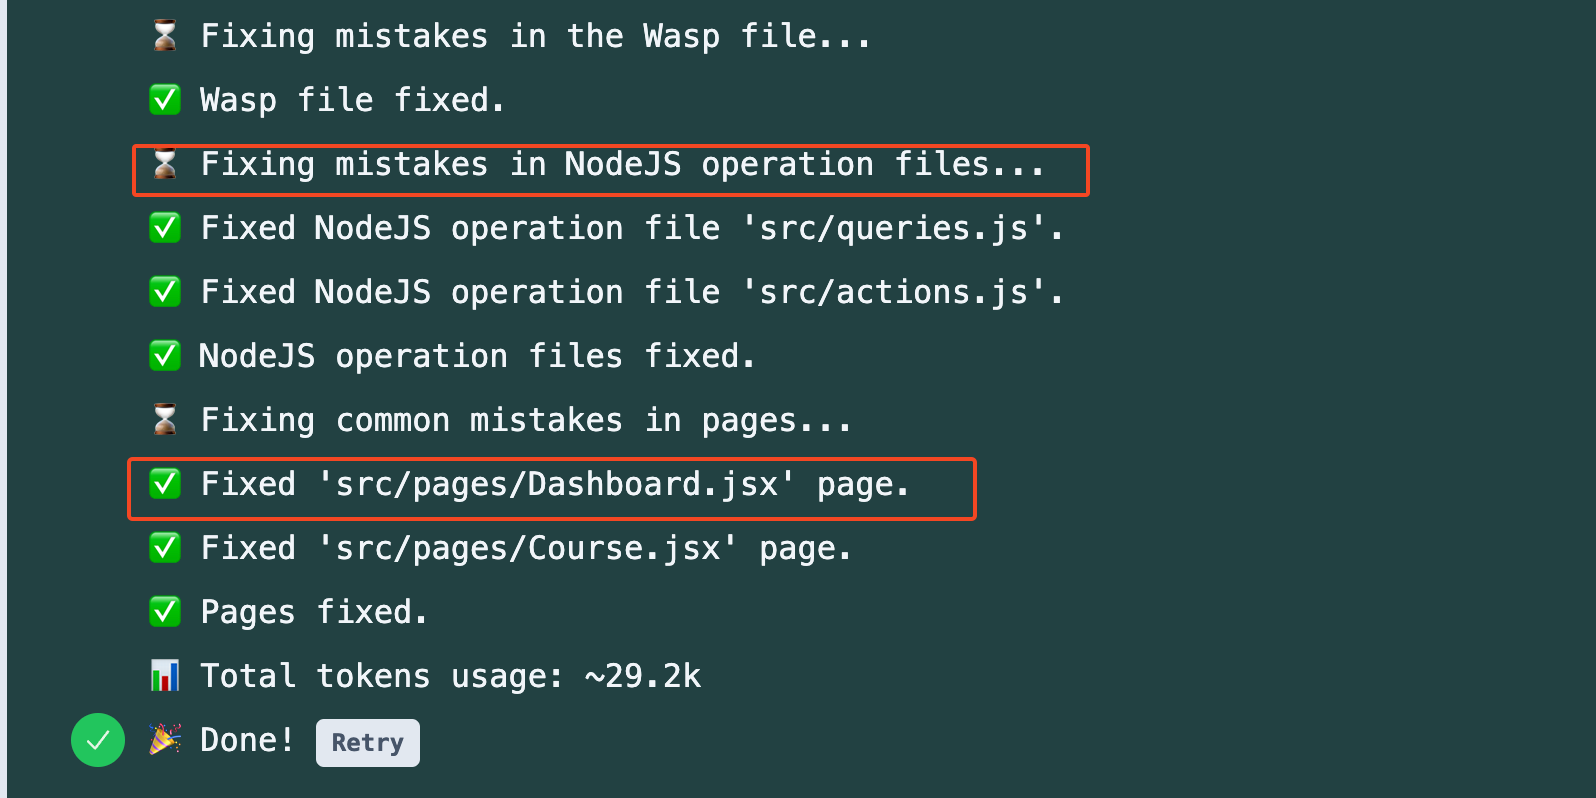 ⏳ Fixing mistakes in the Wasp file...
✅ Wasp file fixed.
⏳ Fixing mistakes in NodeJS operation files...
✅ Fixed NodeJS operation file 'src/queries.js'.
✅ Fixed NodeJS operation file 'src/actions.js'.
✅ NodeJS operation files fixed.
⏳ Fixing common mistakes in pages...
✅ Fixed 'src/pages/Dashboard.jsx' page.
✅ Fixed 'src/pages/Course.jsx' page.
✅ Pages fixed.
📊 Total tokens usage: ~29.2k
🎉 Done! Retry